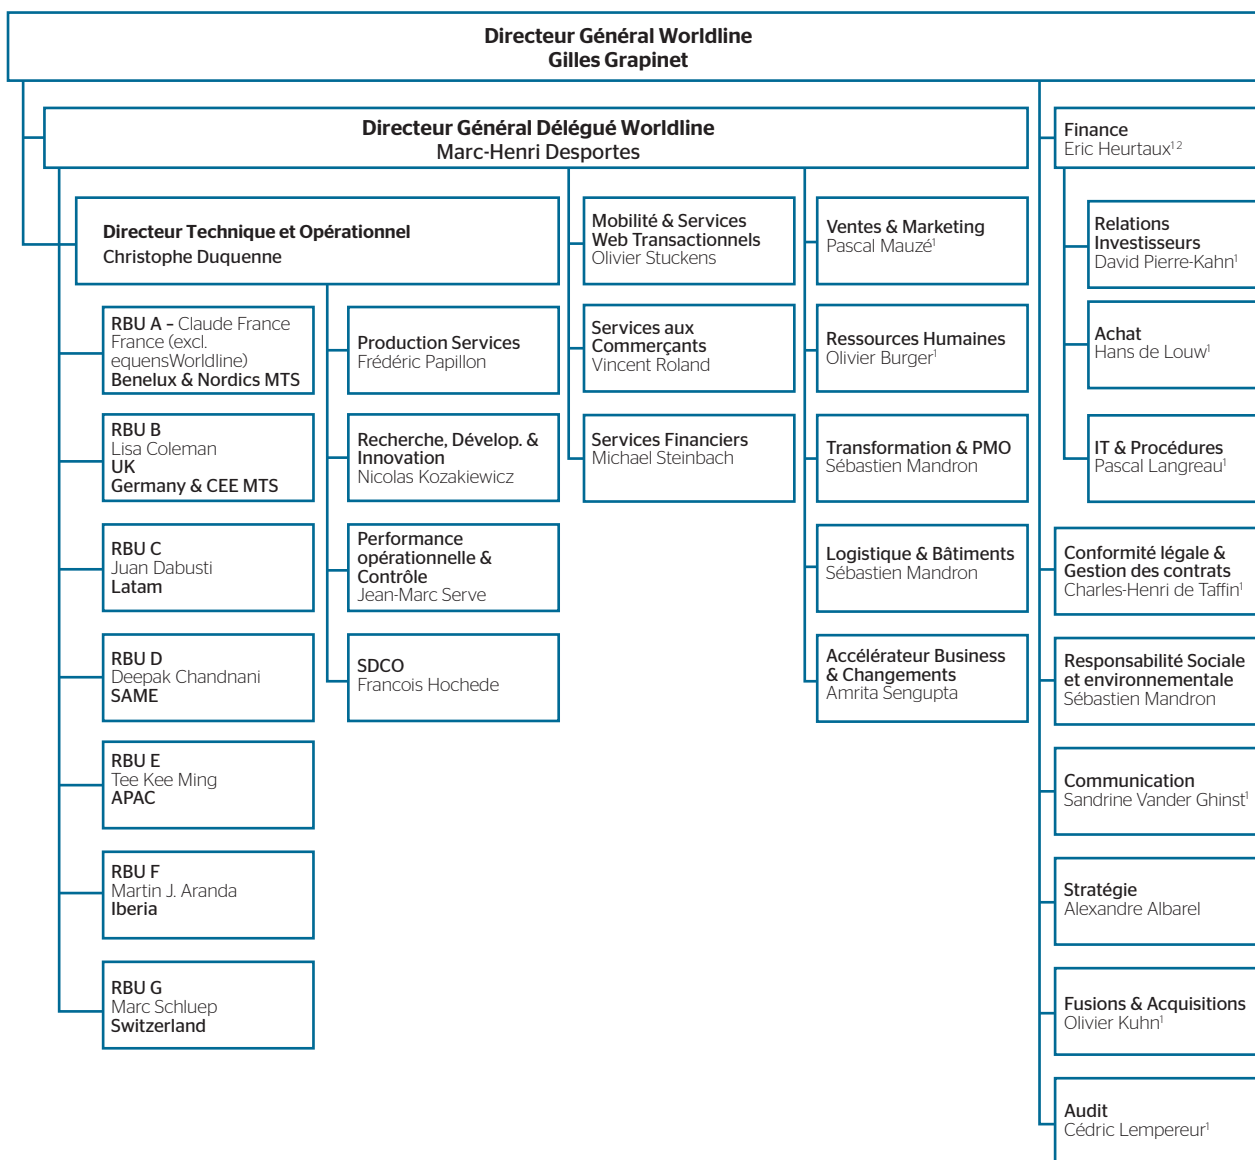 Directeur Général Worldline
Gilles Grapinet
Directeur Général Délégué Worldline
Marc-Henri Desportes
Directeur Technique et Opérationnel
Christophe Duquenne
RBU A – Claude France
France (excl.
equensWorldline)
Benelux & Nordics MTS
RBU B
Lisa Coleman
UK
Germany & CEE MTS
RBU C
Juan Dabusti
Latam
RBU D
Deepak Chandnani
SAME
RBU E
Tee Kee Ming
APAC
RBU F
Martin J. Aranda
Iberia
RBU G
Marc Schluep
Switzerland
Production Services
Frédéric Papillon
Recherche, Dévelop. &
Innovation
Nicolas Kozakiewicz
Performance
opérationnelle &
Contrôle
Jean-Marc Serve
SDCO
Francois Hochede
Mobilité & Services
Web Transactionnels
Olivier Stuckens
Services aux
Commerçants
Vincent Roland
Services Financiers
Michael Steinbach
Ventes & Marketing
Pascal Mauzé¹
Ressources Humaines
Olivier Burger¹
Transformation & PMO
Sébastien Mandron
Logistique & Bâtiments
Sébastien Mandron
Accélérateur Business
& Changements
Amrita Sengupta
Finance
Eric Heurtaux¹ ²
Relations
Investisseurs
David Pierre-Kahn¹
Achat
Hans de Louw¹
IT & Procédures
Pascal Langreau¹
Conformité légale &
Gestion des contrats
Charles-Henri de Taffin¹
Responsabilité Sociale
et environnementale
Sébastien Mandron
Communication
Sandrine Vander Ghinst¹
Stratégie
Alexandre Albarel
Fusions & Acquisitions
Olivier Kuhn¹
Audit
Cédric Lempereur¹